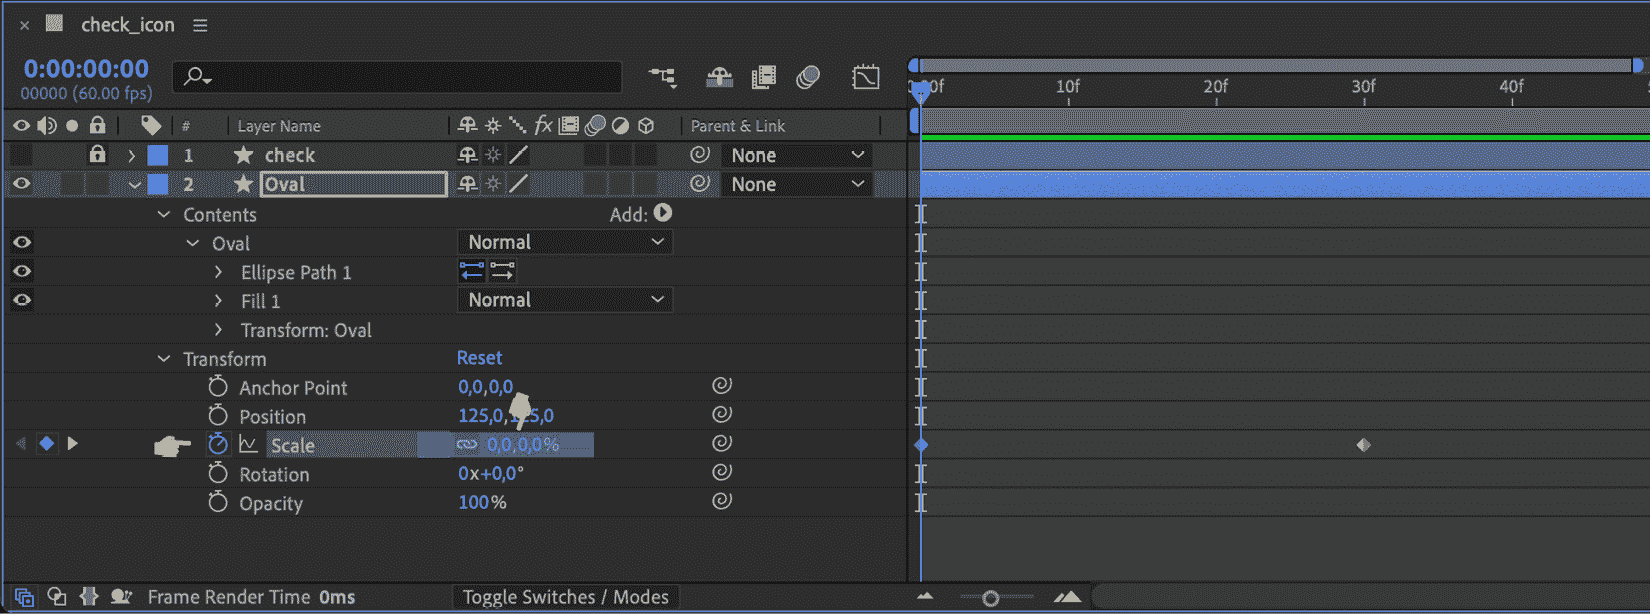 check_icon
0:00:00:00
00000 (60.00 fps)
0f 10f 20f 30f 40f
# Layer Name fx Parent & Link
1 check None
2 Oval None
Contents Add:
Oval Normal
Ellipse Path 1
Fill 1 Normal
Transform: Oval
Transform Reset
Anchor Point 0,0,0,0
Position 125,0,125,0
Scale 0,0,0,0%
Rotation 0x+0,0°
Opacity 100%
Frame Render Time 0ms Toggle Switches / Modes